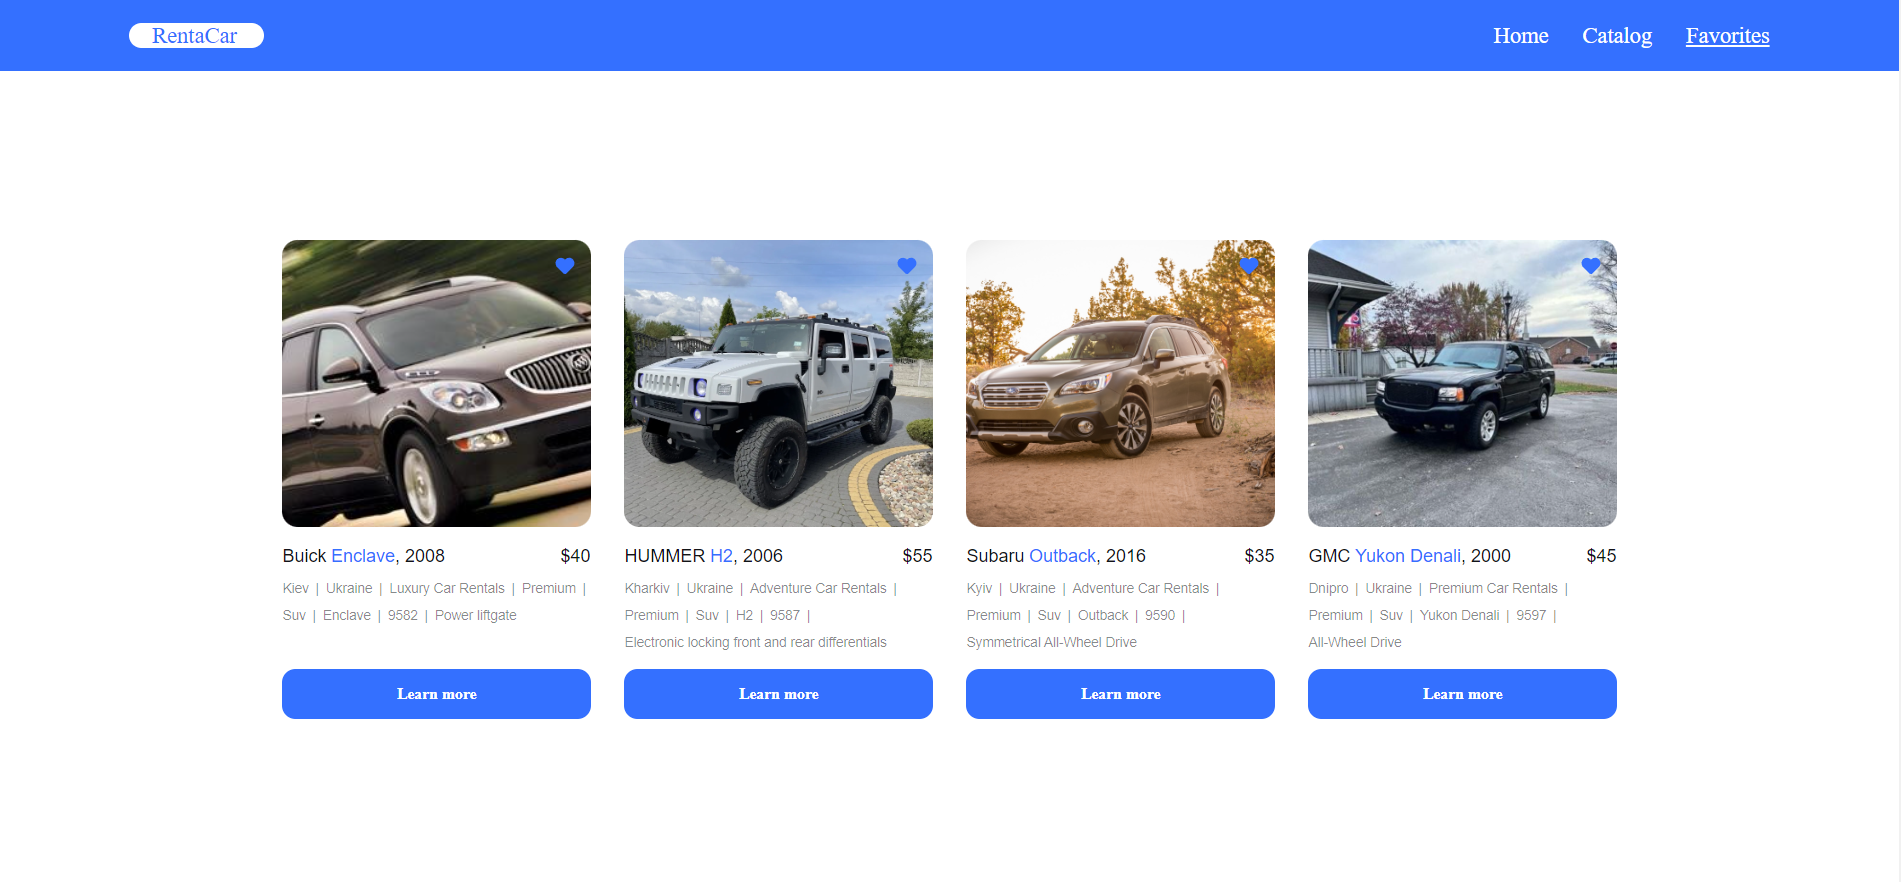 RentaCar
Home Catalog Favorites
Buick Enclave, 2008 $40
Kiev | Ukraine | Luxury Car Rentals | Premium |
Suv | Enclave | 9582 | Power liftgate
Learn more
HUMMER H2, 2006 $55
Kharkiv | Ukraine | Adventure Car Rentals |
Premium | Suv | H2 | 9587 |
Electronic locking front and rear differentials
Learn more
Subaru Outback, 2016 $35
Kyiv | Ukraine | Adventure Car Rentals |
Premium | Suv | Outback | 9590 |
Symmetrical All-Wheel Drive
Learn more
GMC Yukon Denali, 2000 $45
Dnipro | Ukraine | Premium Car Rentals |
Premium | Suv | Yukon Denali | 9597 |
All-Wheel Drive
Learn more